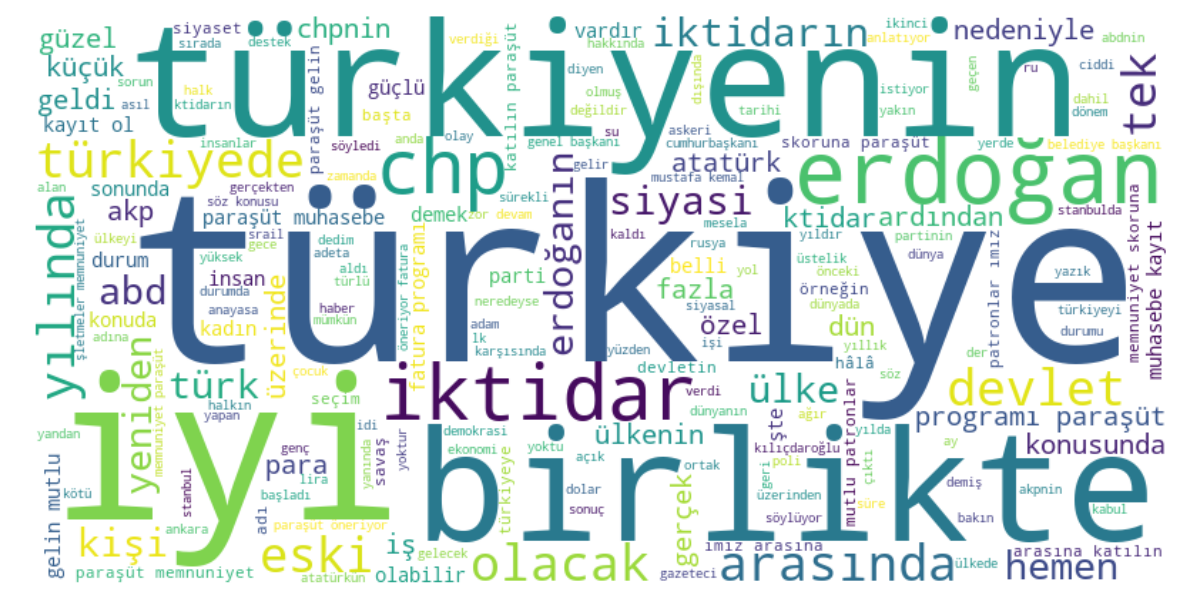 türkiyenin
türkiye
iyi
birlikte
erdoğan
chp
iktidar
türkiyede
iktidarın
siyasi
devlet
eski
olacak
arasında
yılında
tek
erdoğanın
abd
türk
ülke
yeniden
hemen
kişi
güzel
küçük
geldi
kayıt ol
siyaset
sırada
destek
chpnin
verdiği
vardır
hakkında
ikinci
anlatıyor
nedeniyle
abdnin
sorun
asıl
halk
ktidarın
insanlar
paraşüt gelin
güçlü
başta
söyledi
anda
olay
katılın paraşüt
diyen
olmuş
değildir
genel başkanı
su
gelir
dışında
tarihi
istiyor
yakın
geçen
ru
ciddi
dahil
dönem
askeri
cumhurbaşkanı
skoruna paraşüt
yerde
belediye başkanı
atatürk
mustafa kemal
alan
sonunda
gerçekten
zamanda
söz konusu
akp
paraşüt muhasebe
demek
zor devam
sürekli
ktidar
ardından
stanbulda
ülkeyi
srail
gece
dedim
adeta
fatura programı
kaldı
mesela
rusya
yıldır
üstelik
partinin
dünya
durum
yüksek
insan
aldı
türlü
parti
belli
yol
önceki
yazık
türkiyeyi
durumda
anayasa
haber
mümkün
öneriyor fatura
neredeyse
fazla
siyasal
örneğin
dünyada
patronlar ımız
durumu
memnuniyet skoruna
muhasebe kayıt
şletmeler memnuniyet
konuda
adına
kadın
üzerinde
adam
lk
karşısında
yüzden
işi
özel
dün
yıllık
hâlâ
der
söz
memnuniyet paraşüt
çocuk
devletin
verdi
dünyanın
ağır
halkın
yapan
seçim
idi
genç
yoktur
demokrasi
ekonomi
yoktu
açık
ülkenin
işte
kılıçdaroğlu
yılda
ay
programı paraşüt
konusunda
yandan
kötü
stanbul
para
lira
başladı
savaş
yanında
türkiyeye
dolar
sonuç
ortak
gerçek
geri
poli
üzerinden
söylüyor
mutlu patronlar
çıktı
süre
demiş
bakın
akpnin
kabul
gelin mutlu
ankara
adı
paraşüt öneriyor
iş
gelecek
olabilir
atatürkün
paraşüt memnuniyet
gazeteci
ımız arasına
ülkede
arasına katılın